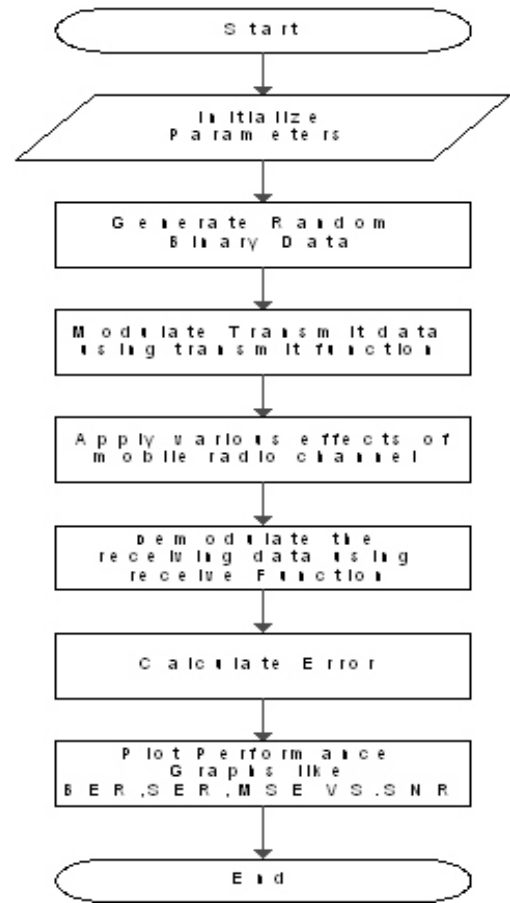 Start
Initialize
Parameters
Generate Random
Binary Data
Modulate Transmit data
using transmit function
Apply various effects of
mobile radio channel
Demodulate the
receiving data using
receive Function
Calculate Error
Plot Performance
Graphs like
BER,SER,MSE VS.SNR
End